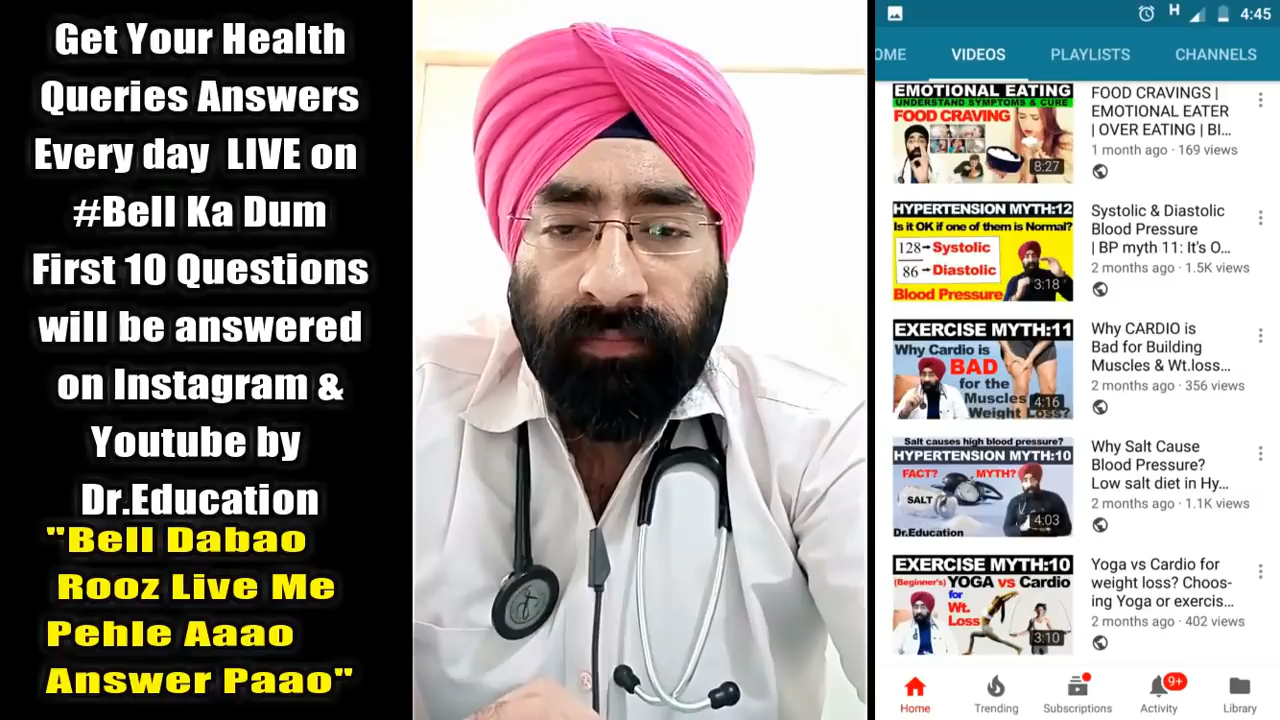 Get Your Health
Queries Answers
Every day LIVE on
#Bell Ka Dum
First 10 Questions
will be answered
on Instagram &
Youtube by
Dr.Education
"Bell Dabao
Rooz Live Me
Pehle Aaao
Answer Paao"
H 4:45
OME VIDEOS PLAYLISTS CHANNELS
EMOTIONAL EATING
UNDERSTAND SYMPTOMS & CURE
FOOD CRAVING
8:27
FOOD CRAVINGS |
EMOTIONAL EATER
| OVER EATING | BI...
1 month ago · 169 views
HYPERTENSION MYTH:12
Is it OK if one of them is Normal?
128 Systolic
86 Diastolic
Blood Pressure
3:18
Systolic & Diastolic
Blood Pressure
| BP myth 11: It's O...
2 months ago · 1.5K views
EXERCISE MYTH:11
Why Cardio is
BAD
for the
Muscles
Weight Loss?
4:16
Why CARDIO is
Bad for Building
Muscles & Wt.loss...
2 months ago · 356 views
Salt causes high blood pressure?
HYPERTENSION MYTH:10
FACT? MYTH?
SALT
Dr.Education
4:03
Why Salt Cause
Blood Pressure?
Low salt diet in Hy...
2 months ago · 1.1K views
EXERCISE MYTH:10
(Beginner's) YOGA vs Cardio
for
Wt.
Loss
3:10
Yoga vs Cardio for
weight loss? Choos-
ing Yoga or exercis...
2 months ago · 402 views
9+
Home Trending Subscriptions Activity Library